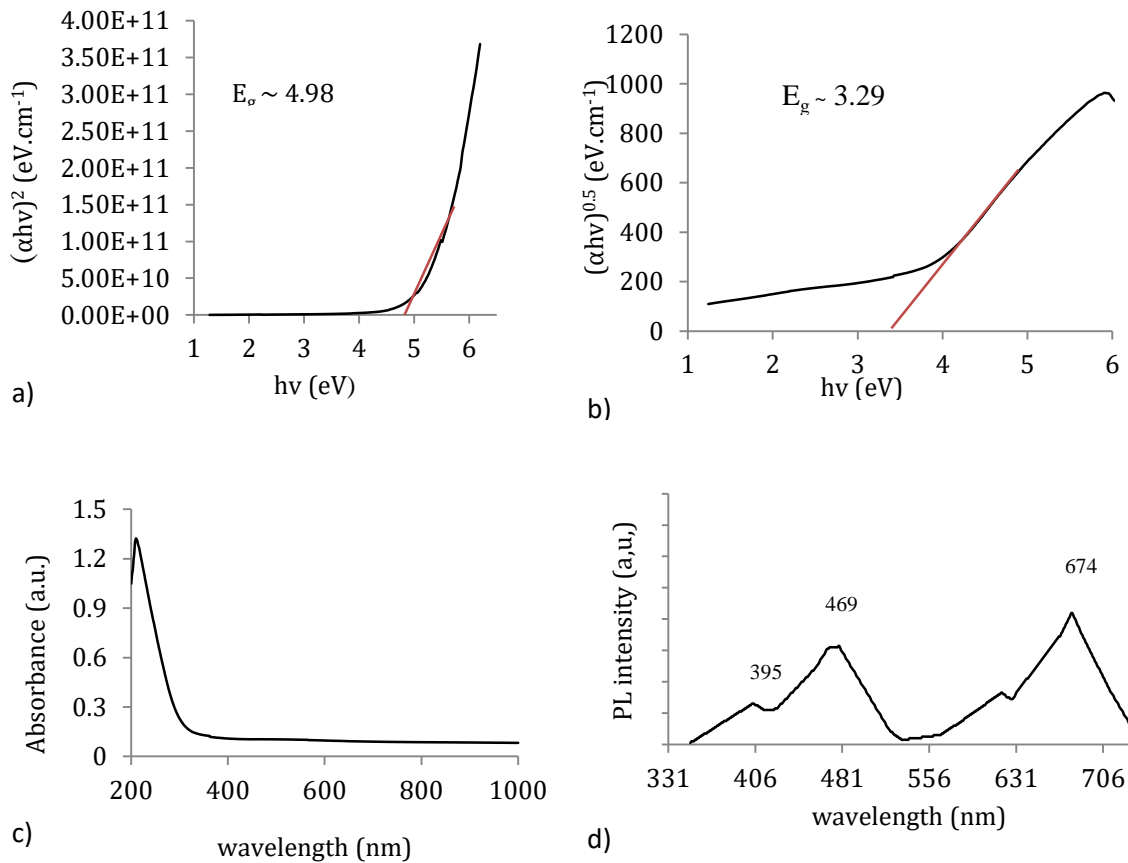 4.00E+11
3.50E+11
3.00E+11
2.50E+11
2.00E+11
1.50E+11
1.00E+11
5.00E+10
0.00E+00
(αhν)² (eV.cm⁻¹)
E_g ~ 4.98
1 2 3 4 5 6
hν (eV)
a)
1200
1000
800
600
400
200
0
(αhν)^0.5 (eV.cm⁻¹)
E_g ~ 3.29
1 2 3 4 5 6
hν (eV)
b)
1.5
1.2
0.9
0.6
0.3
0
Absorbance (a.u.)
200 400 600 800 1000
wavelength (nm)
c)
PL intensity (a,u,)
395
469
674
331 406 481 556 631 706
wavelength (nm)
d)